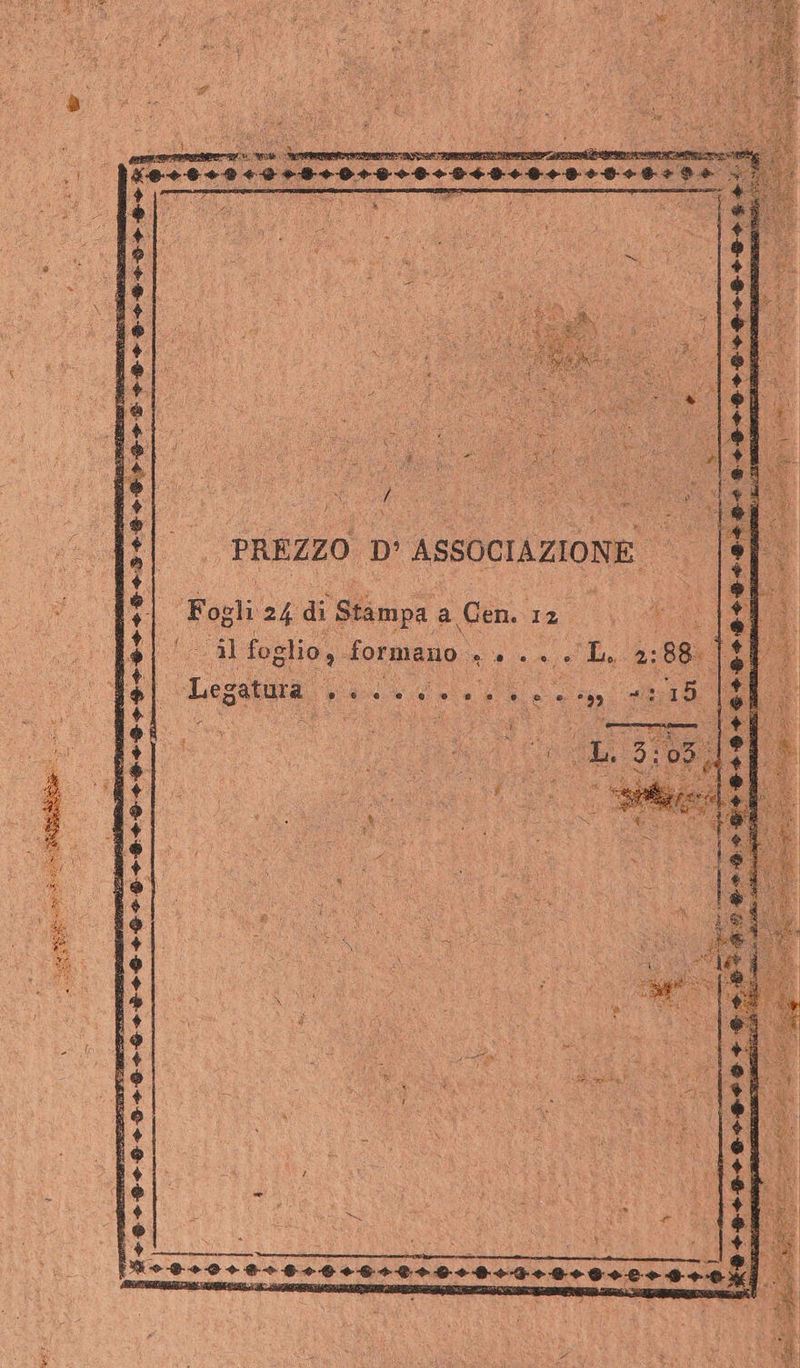 PREZZO D' ASSOCIAZIONE
Fogli 24 di Stampa a Cen. 12
il foglio, formano . . . . . L. 2:88.
Legatura . . . . . . . . . . . ,, -: 15
L. 3:03